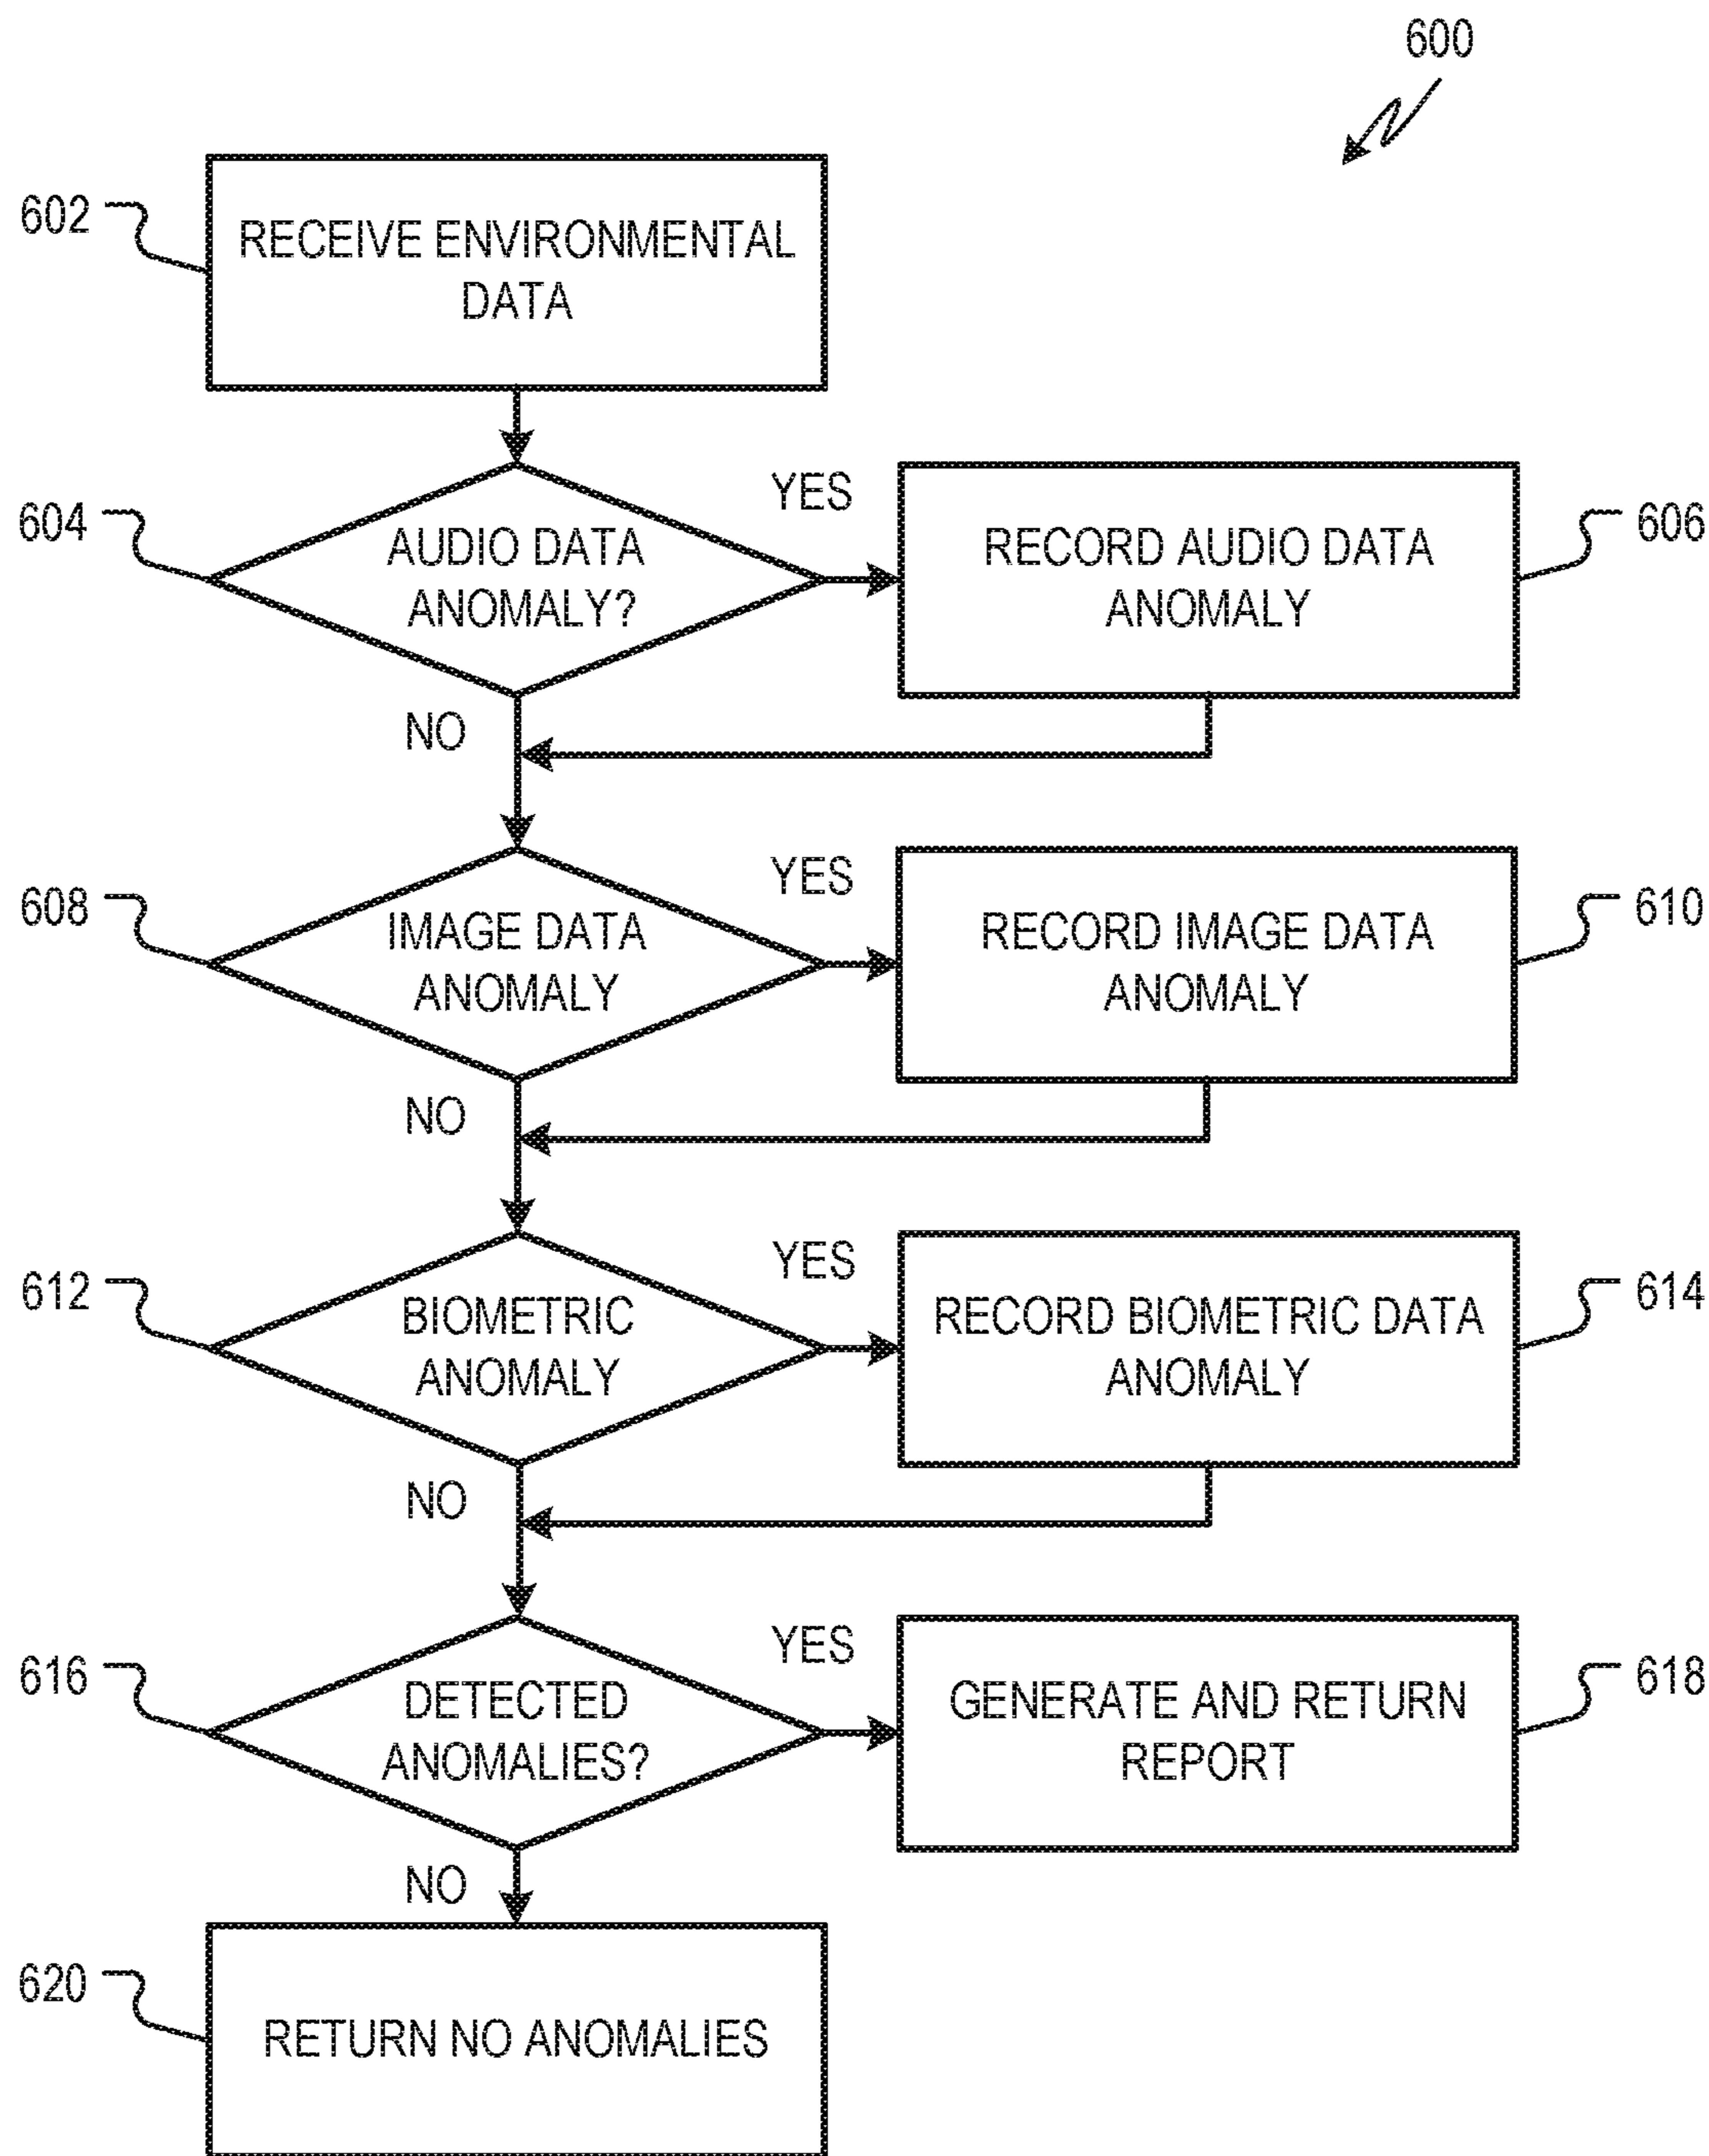 600
602
RECEIVE ENVIRONMENTAL
DATA
604
AUDIO DATA
ANOMALY?
YES
NO
RECORD AUDIO DATA
ANOMALY
606
608
IMAGE DATA
ANOMALY
YES
NO
RECORD IMAGE DATA
ANOMALY
610
612
BIOMETRIC
ANOMALY
YES
NO
RECORD BIOMETRIC DATA
ANOMALY
614
616
DETECTED
ANOMALIES?
YES
NO
GENERATE AND RETURN
REPORT
618
620
RETURN NO ANOMALIES